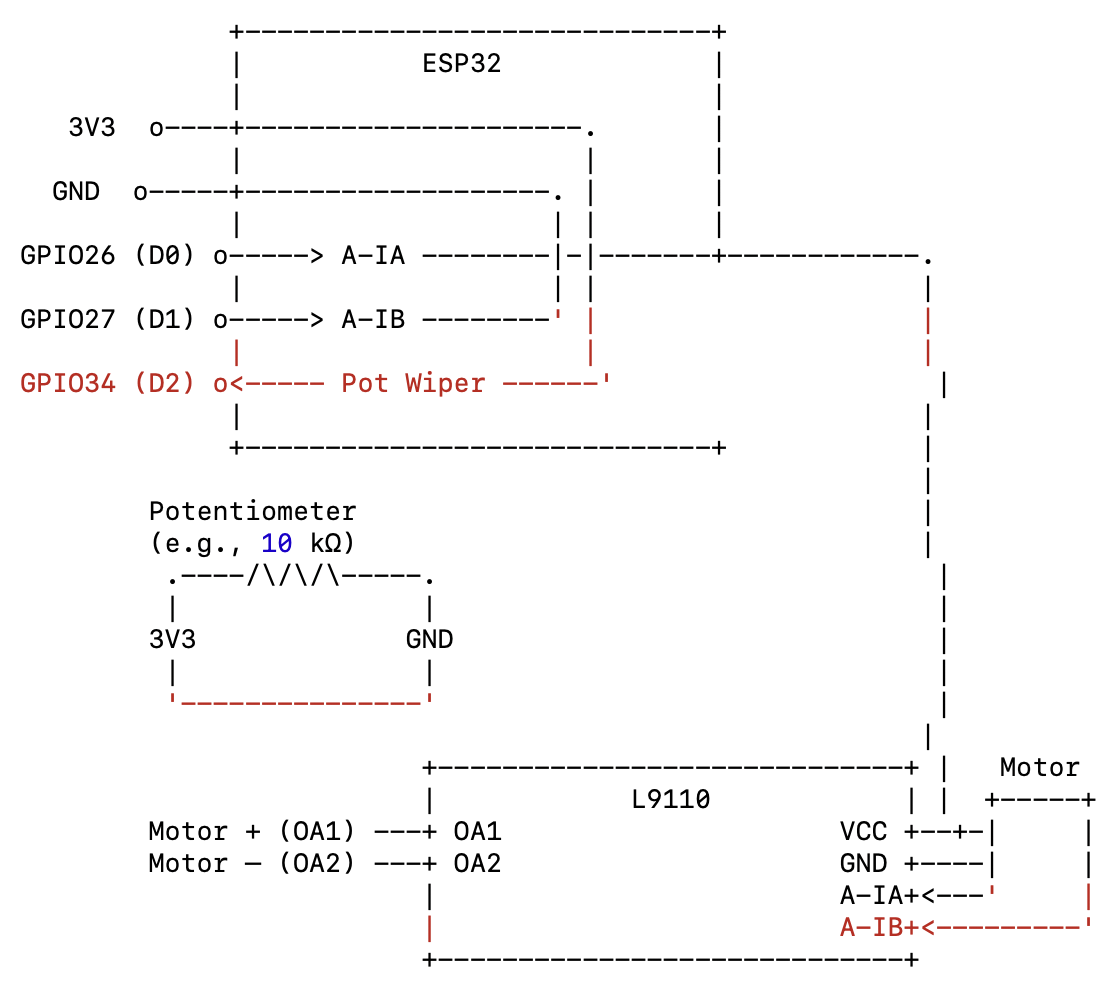 ESP32
3V3
GND
GPIO26 (D0) A-IA
GPIO27 (D1) A-IB
GPIO34 (D2) Pot Wiper
Potentiometer
(e.g., 10 kΩ)
3V3 GND
Motor
L9110
Motor + (OA1) OA1 VCC
Motor – (OA2) OA2 GND
A-IA
A-IB